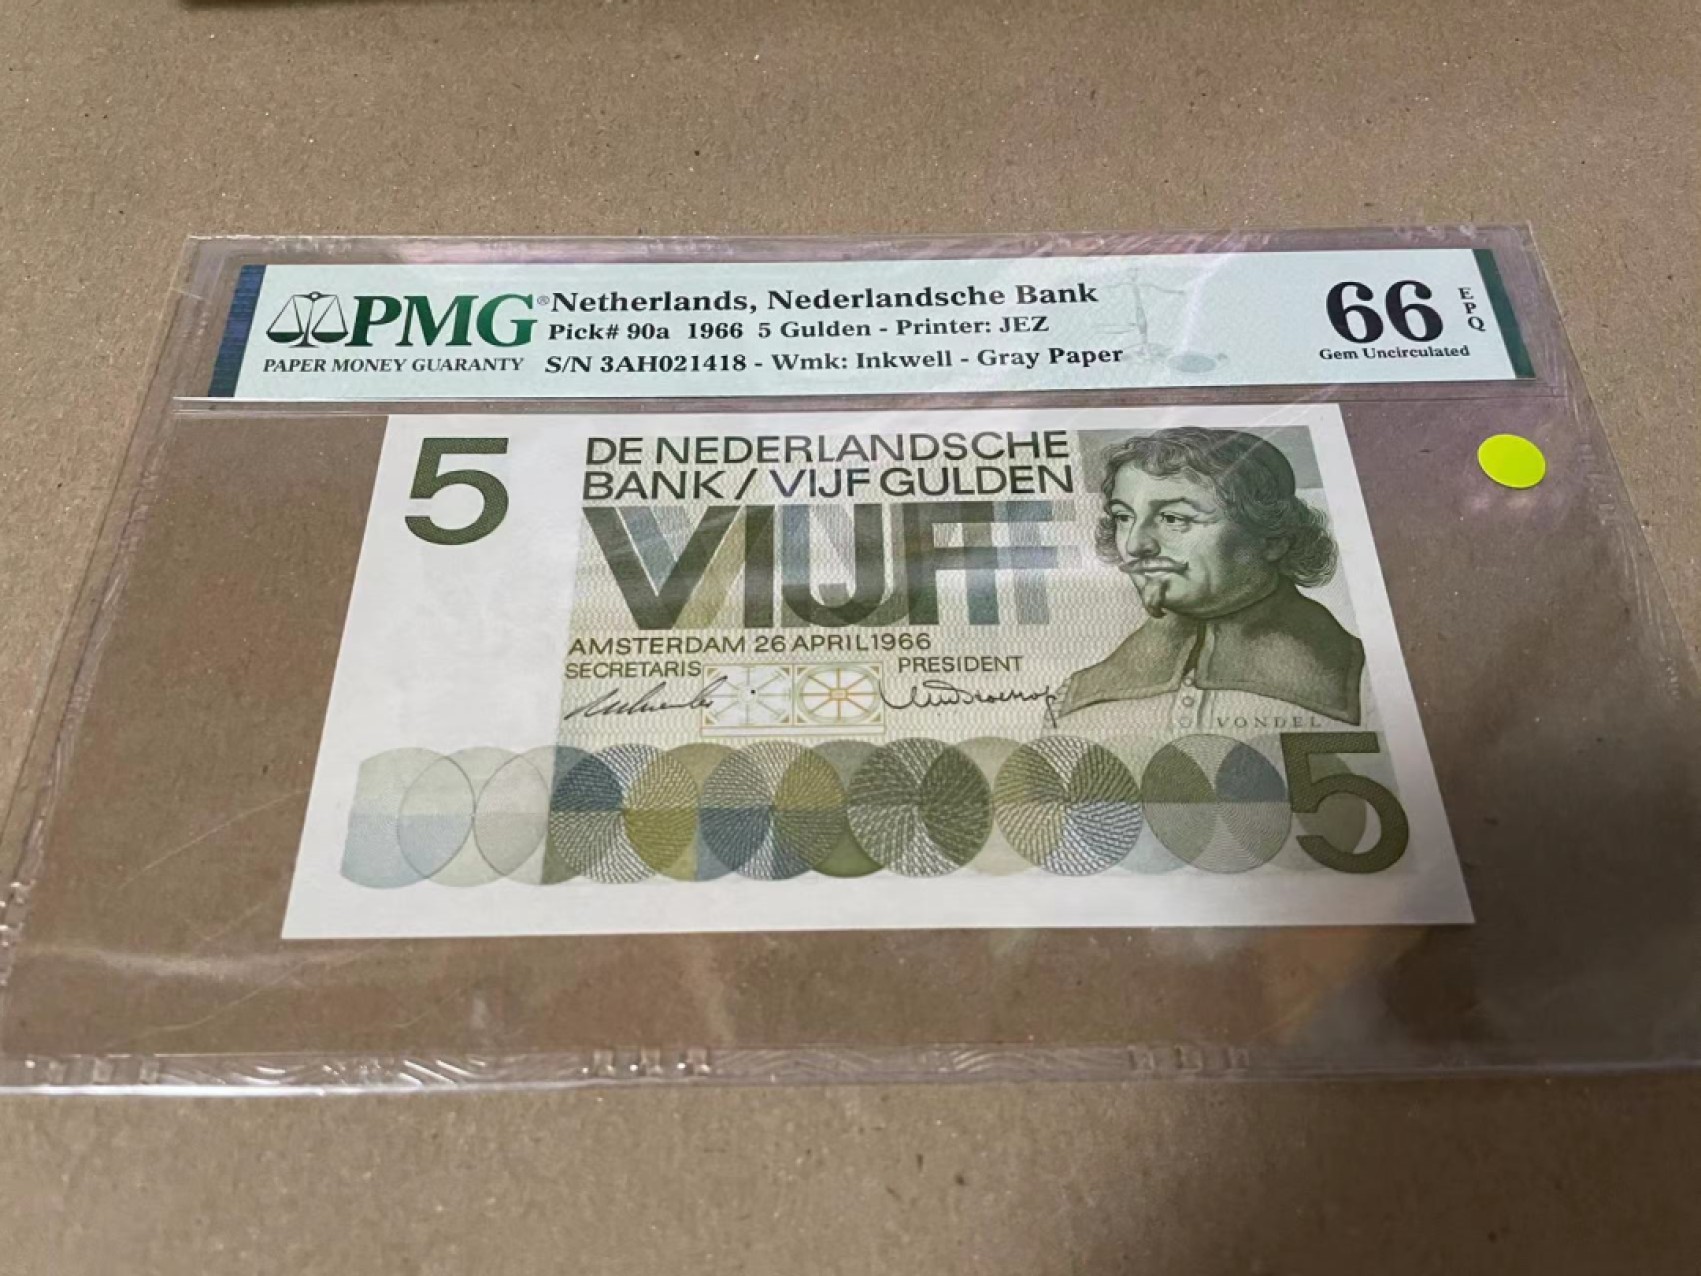 PMG®
PAPER MONEY GUARANTY
Netherlands, Nederlandsche Bank
Pick# 90a 1966 5 Gulden - Printer: JEZ
S/N 3AH021418 - Wmk: Inkwell - Gray Paper
66
EPQ
Gem Uncirculated
5
DE NEDERLANDSCHE
BANK / VIJF GULDEN
VIJF
AMSTERDAM 26 APRIL 1966
SECRETARIS
PRESIDENT
VONDEL
5